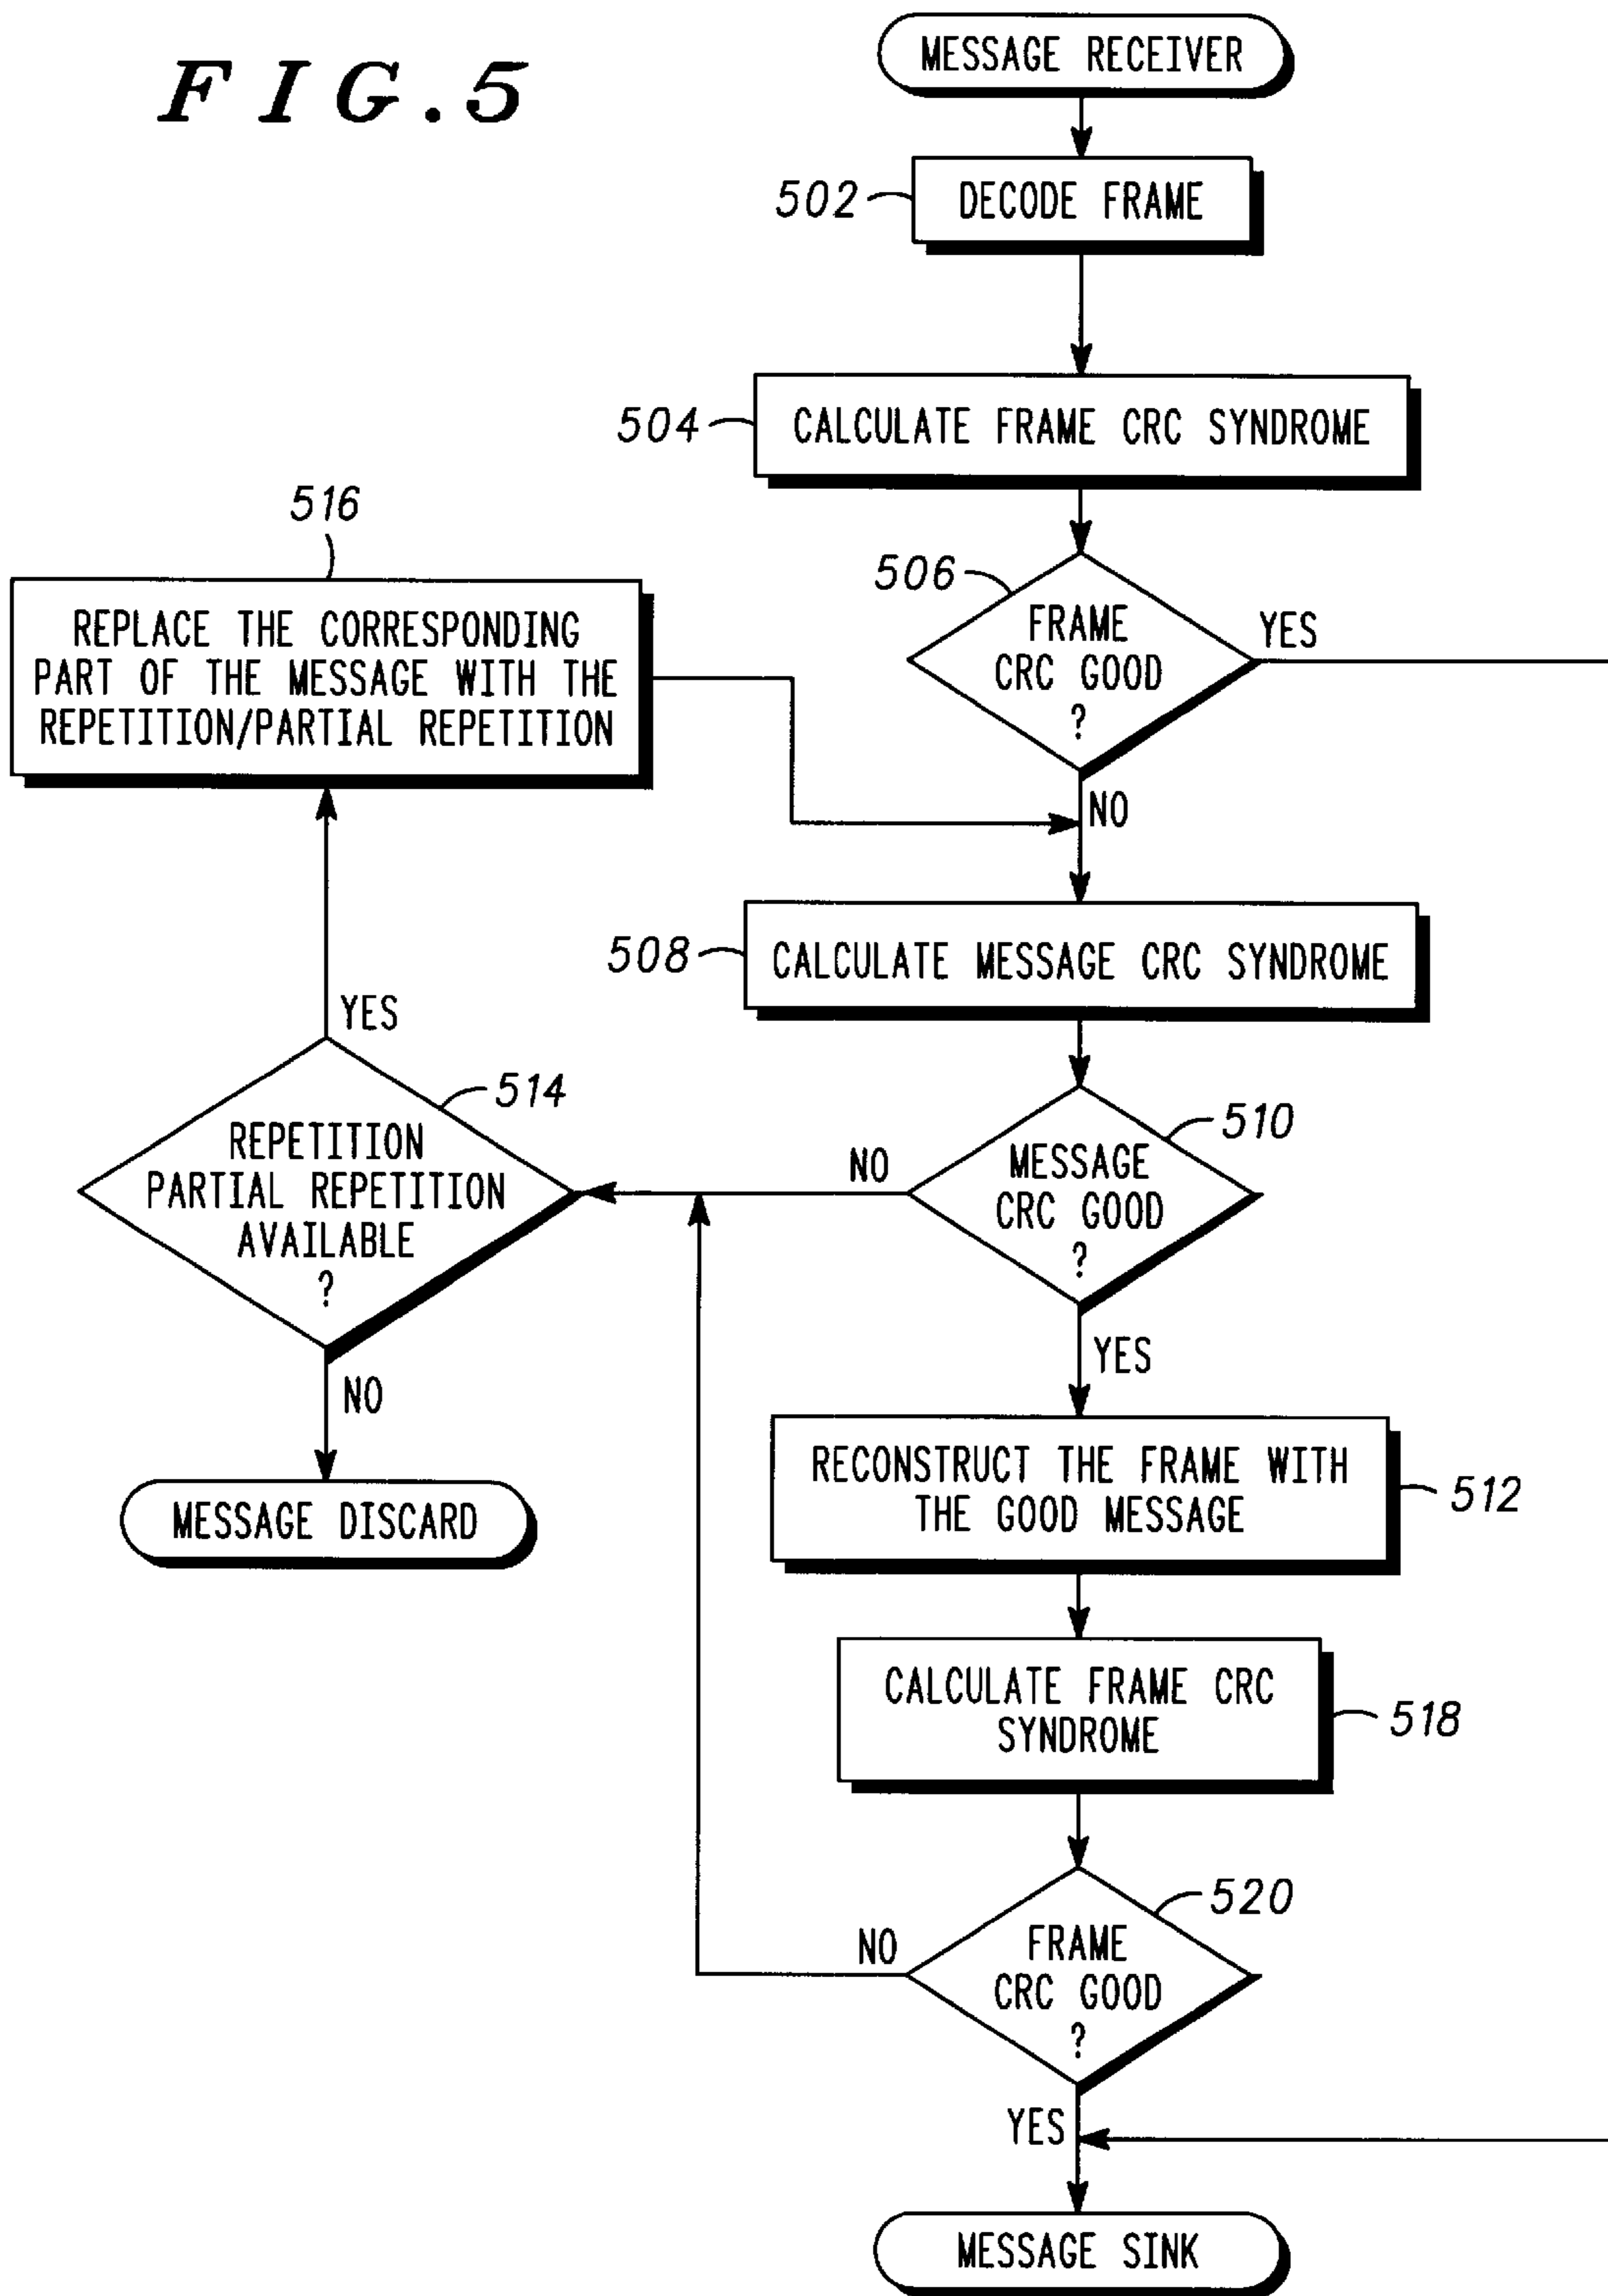 FIG.5
MESSAGE RECEIVER
502
DECODE FRAME
504
CALCULATE FRAME CRC SYNDROME
516
REPLACE THE CORRESPONDING
PART OF THE MESSAGE WITH THE
REPETITION/PARTIAL REPETITION
506
FRAME
CRC GOOD
?
YES
NO
508
CALCULATE MESSAGE CRC SYNDROME
YES
514
REPETITION
PARTIAL REPETITION
AVAILABLE
?
NO
510
MESSAGE
CRC GOOD
?
NO
YES
MESSAGE DISCARD
RECONSTRUCT THE FRAME WITH
THE GOOD MESSAGE
512
CALCULATE FRAME CRC
SYNDROME
518
520
NO
FRAME
CRC GOOD
?
YES
MESSAGE SINK